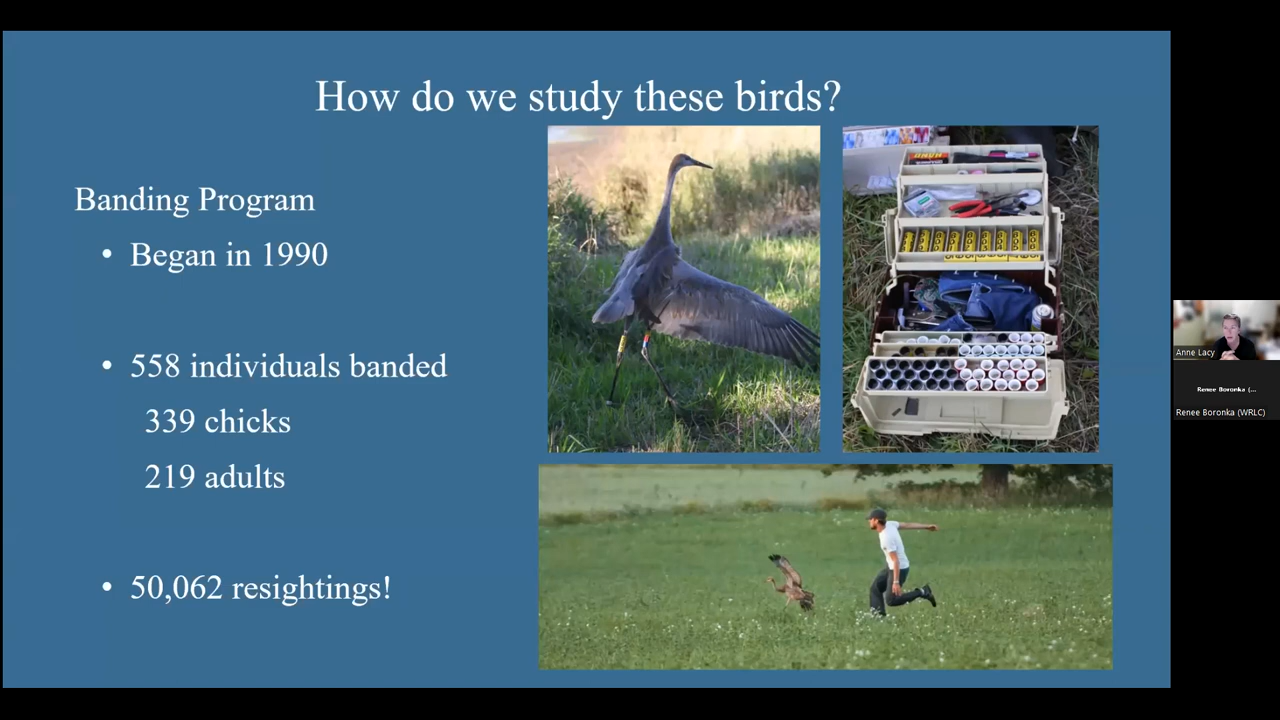 How do we study these birds?
Banding Program
• Began in 1990
• 558 individuals banded
339 chicks
219 adults
• 50,062 resightings!
Anne Lacy
Renee Boronka (...
Renee Boronka (WRLC)